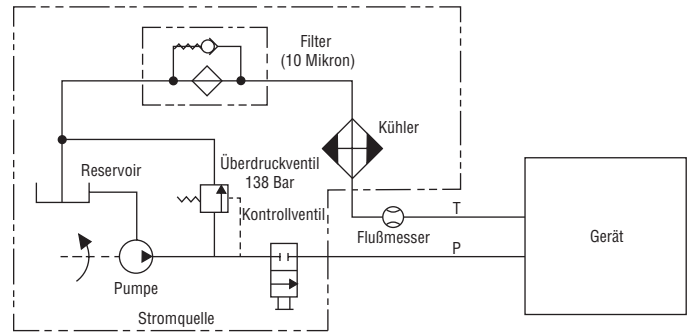 Filter
(10 Mikron)
Kühler
Reservoir
Überdruckventil
138 Bar
Kontrollventil
T
Flußmesser
Gerät
P
Pumpe
Stromquelle